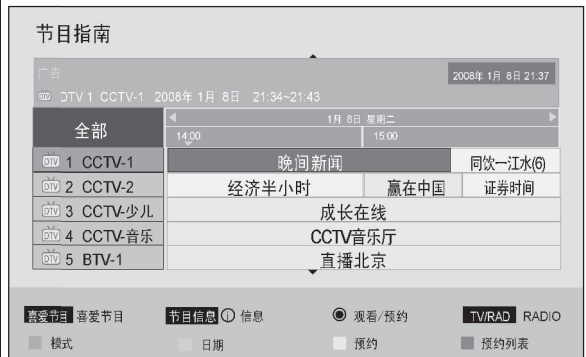 节目指南
广告
2008年 1月 8日 21:37
DTV DTV 1 CCTV-1 2008年 1月 8日 21:34~21:43
全部
1月 8日 星期二
14:00 15:00
DTV 1 CCTV-1 晚间新闻 同饮一江水(6)
DTV 2 CCTV-2 经济半小时 赢在中国 证券时间
DTV 3 CCTV-少儿 成长在线
DTV 4 CCTV-音乐 CCTV音乐厅
DTV 5 BTV-1 直播北京
喜爱节目 喜爱节目 节目信息 i 信息 观看/预约 TV/RAD RADIO
模式 日期 预约 预约列表